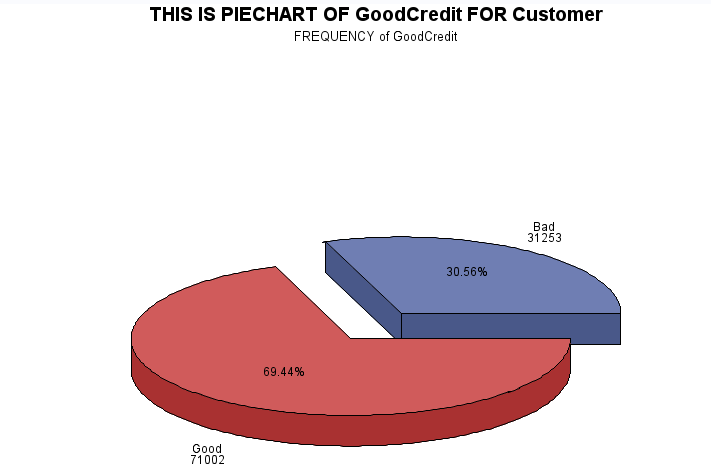 THIS IS PIECHART OF GoodCredit FOR Customer
FREQUENCY of GoodCredit
Bad
31253
30.56%
69.44%
Good
71002